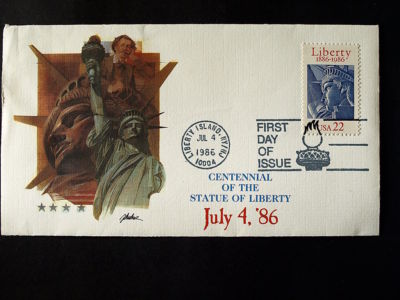 Liberty
1886-1986
USA 22
LIBERTY ISLAND, NY/NJ
JUL 4
1986
10004
FIRST
DAY
OF
ISSUE
CENTENNIAL
OF THE
STATUE OF LIBERTY
July 4, '86